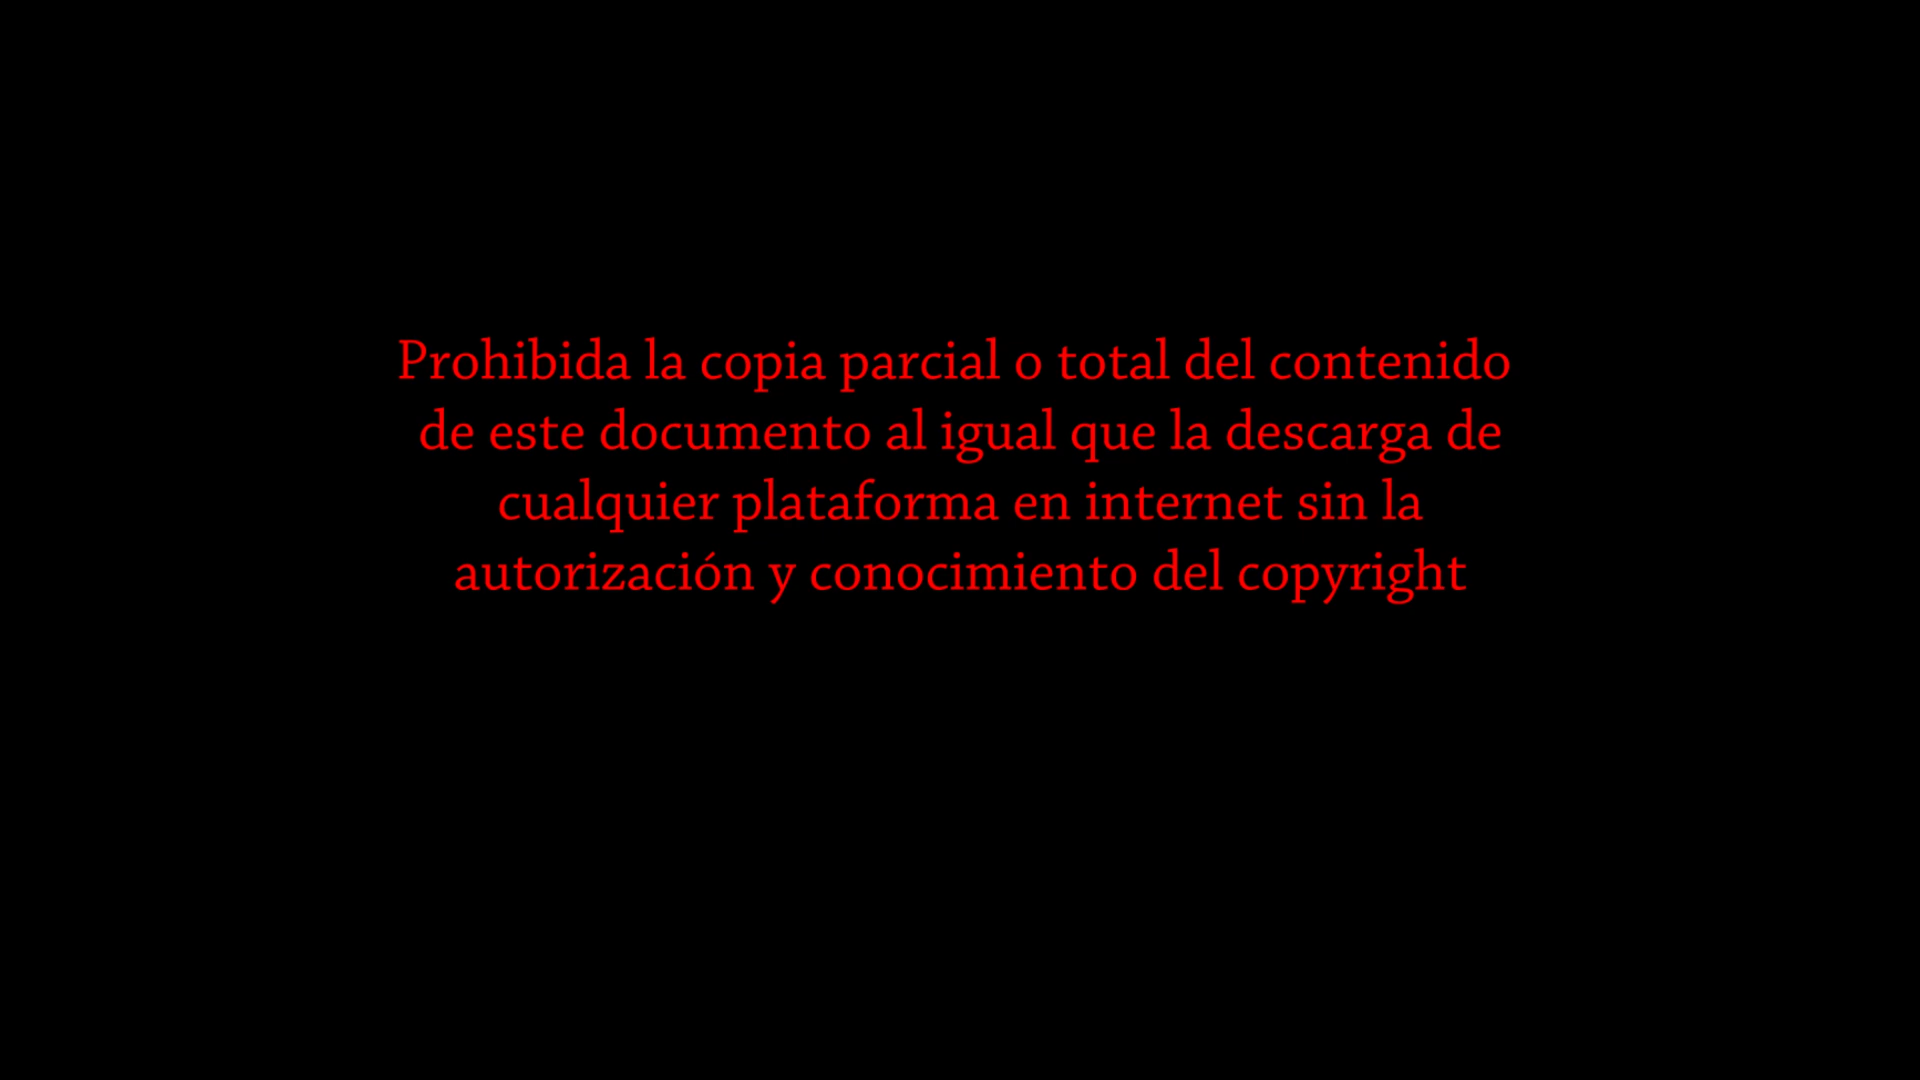 Prohibida la copia parcial o total del contenido
de este documento al igual que la descarga de
cualquier plataforma en internet sin la
autorización y conocimiento del copyright